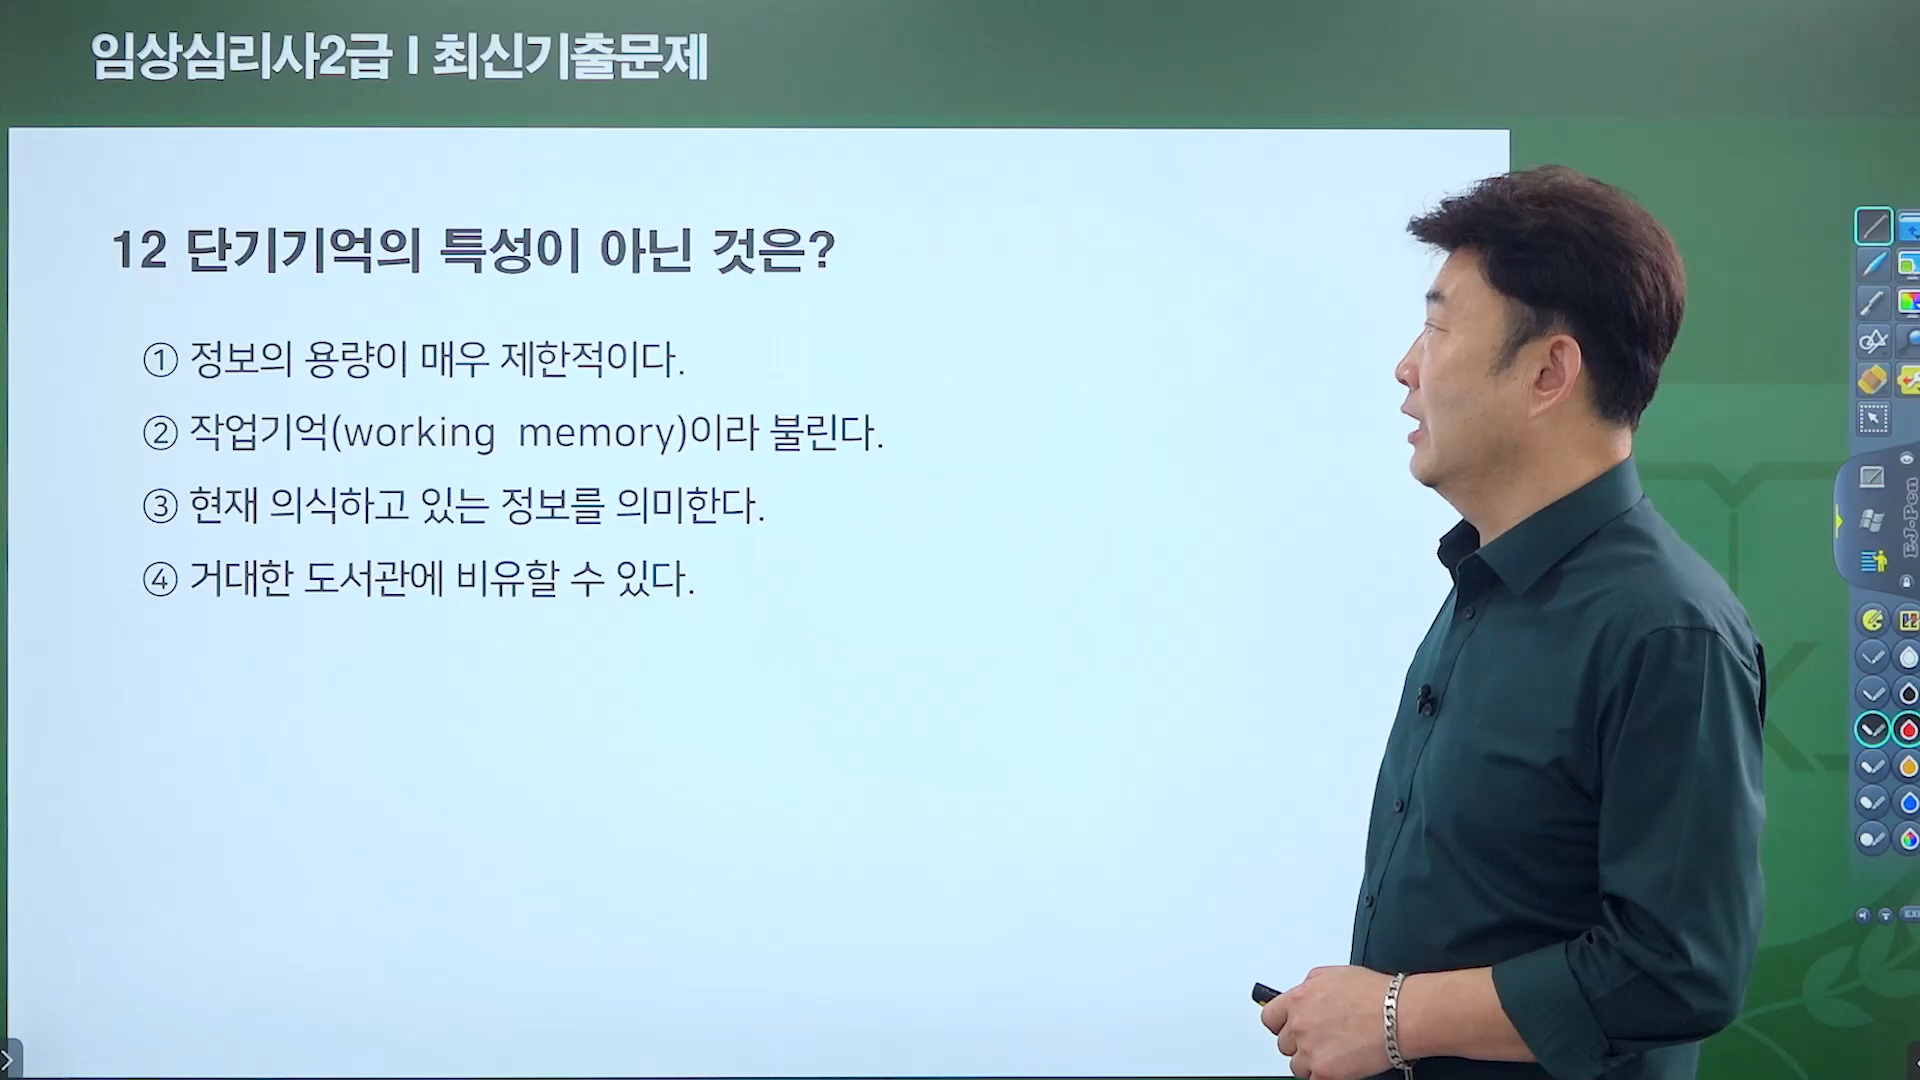 임상심리사2급 I 최신기출문제
12 단기기억의 특성이 아닌 것은?
① 정보의 용량이 매우 제한적이다.
② 작업기억(working memory)이라 불린다.
③ 현재 의식하고 있는 정보를 의미한다.
④ 거대한 도서관에 비유할 수 있다.
EJ-Pen
EXI